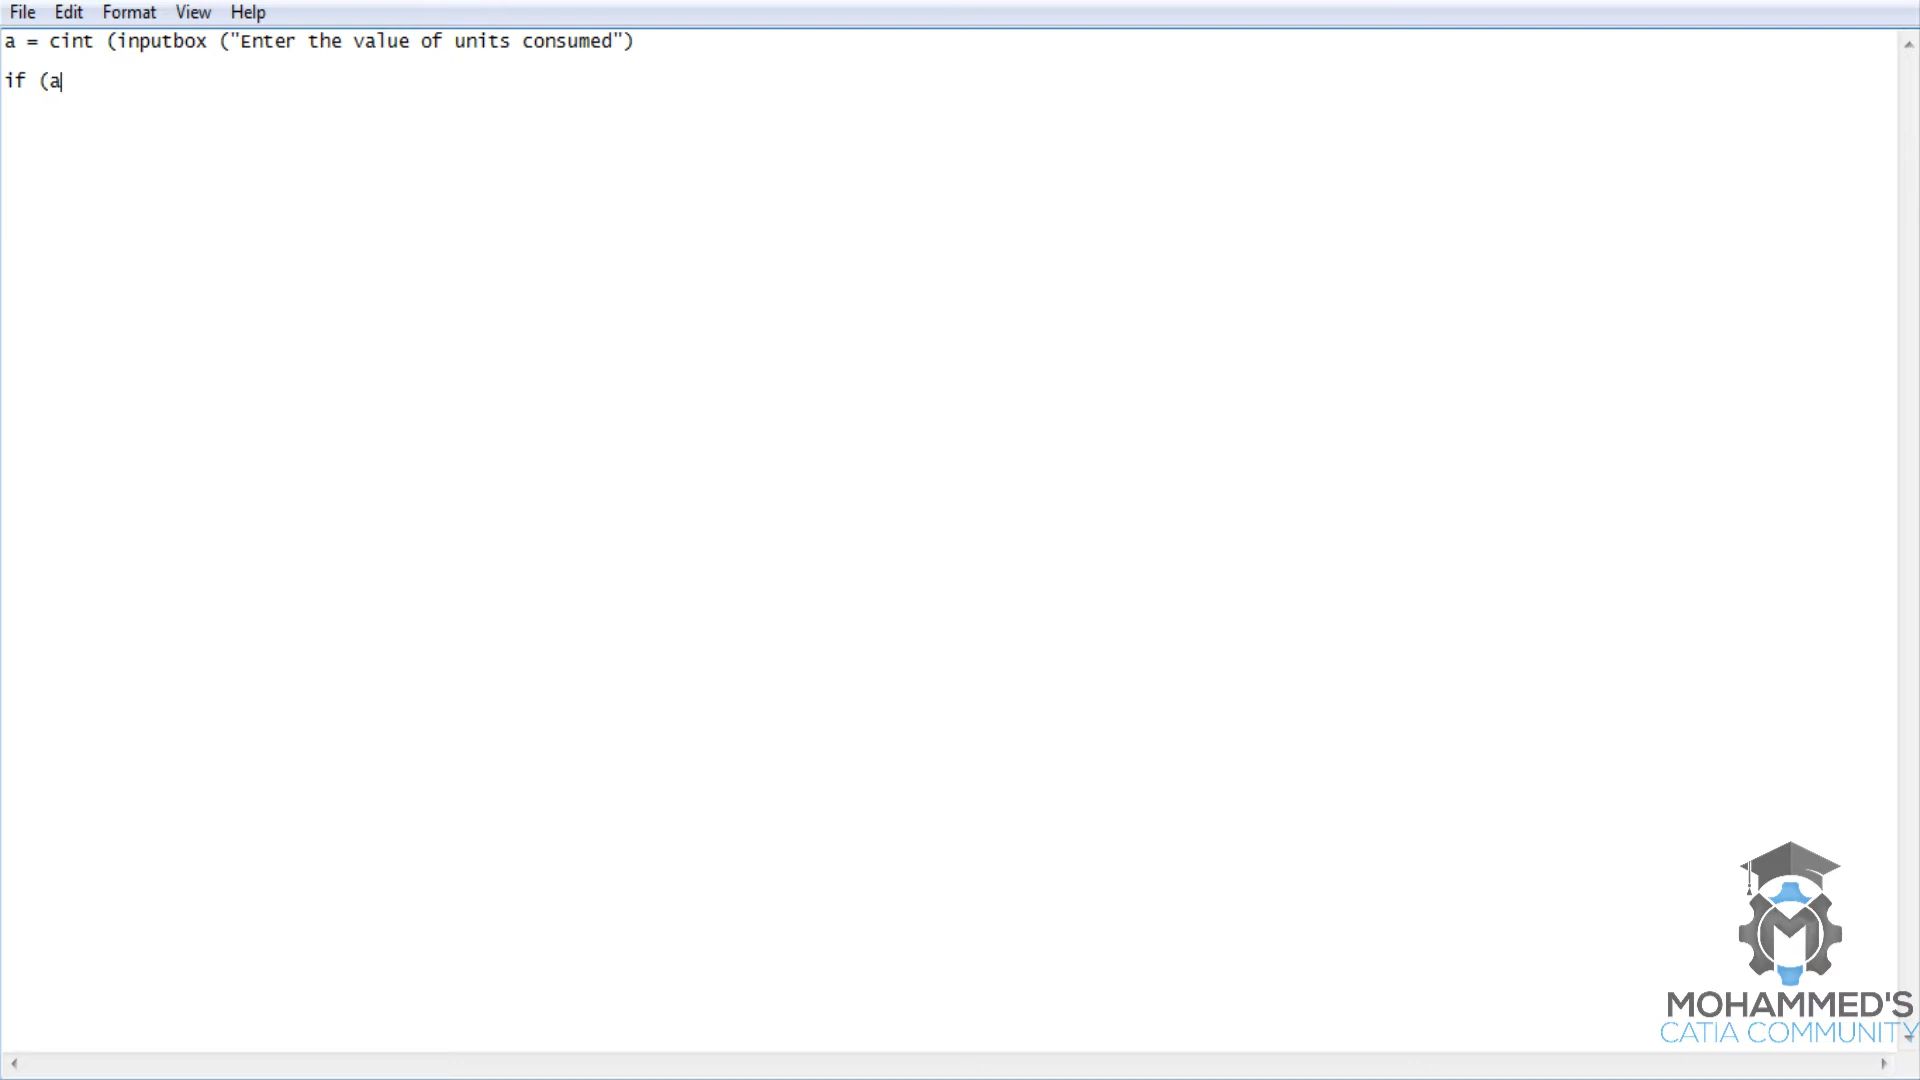 File Edit Format View Help
a = cint (inputbox ("Enter the value of units consumed")
if (a
MOHAMMED'S
CATIA COMMUNITY